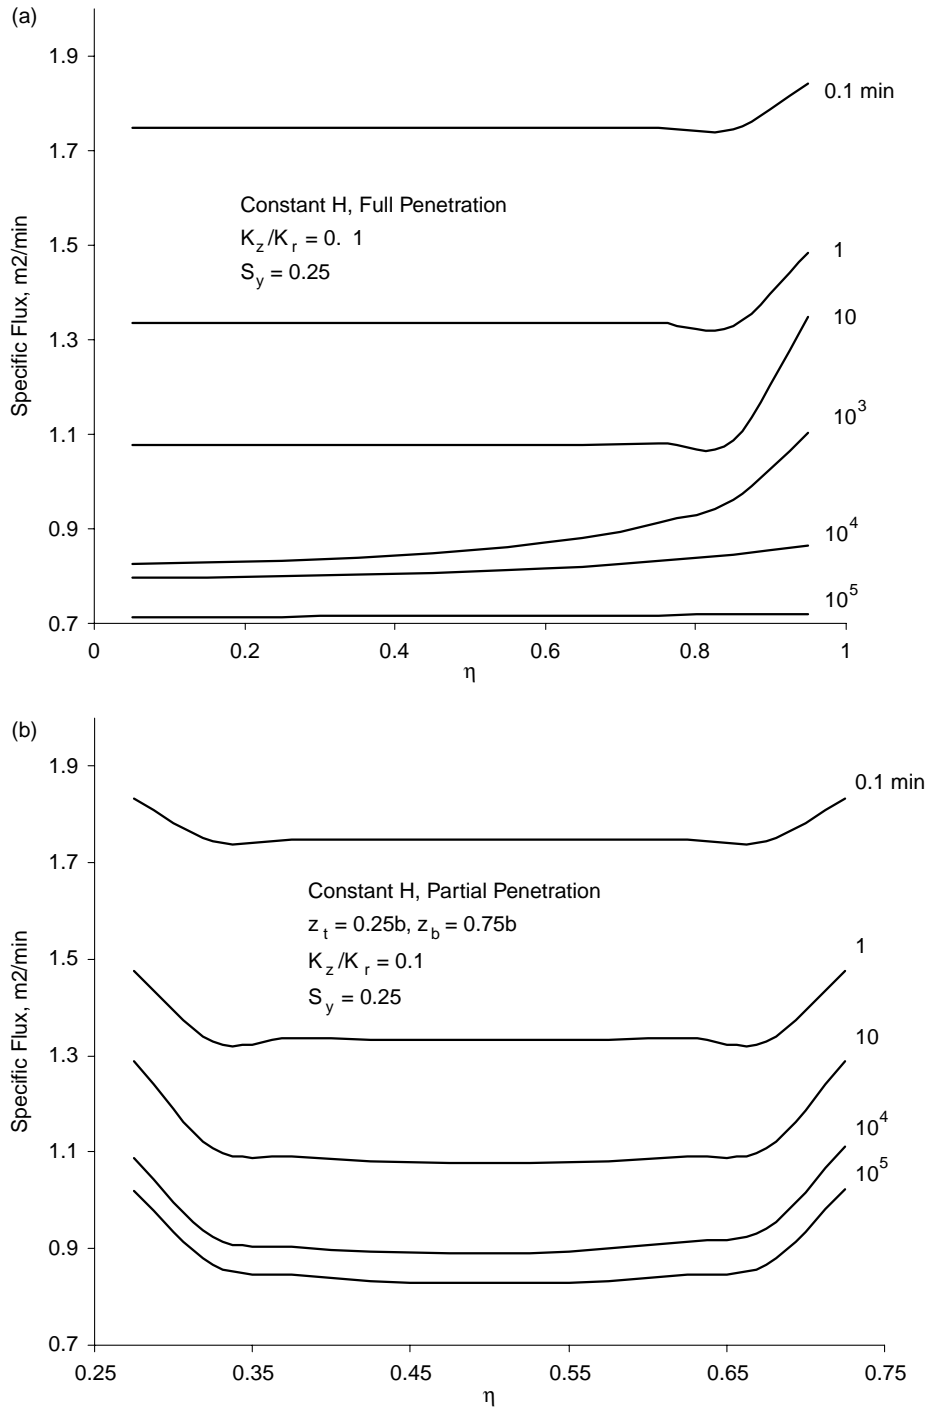 (a)
1.9
1.7
1.5
1.3
1.1
0.9
0.7
Specific Flux, m2/min
0.1 min
1
10
10^3
10^4
10^5
Constant H, Full Penetration
K_z/K_r = 0. 1
S_y = 0.25
0 0.2 0.4 0.6 0.8 1
η
(b)
1.9
1.7
1.5
1.3
1.1
0.9
0.7
Specific Flux, m2/min
0.1 min
1
10
10^4
10^5
Constant H, Partial Penetration
z_t = 0.25b, z_b = 0.75b
K_z/K_r = 0.1
S_y = 0.25
0.25 0.35 0.45 0.55 0.65 0.75
η